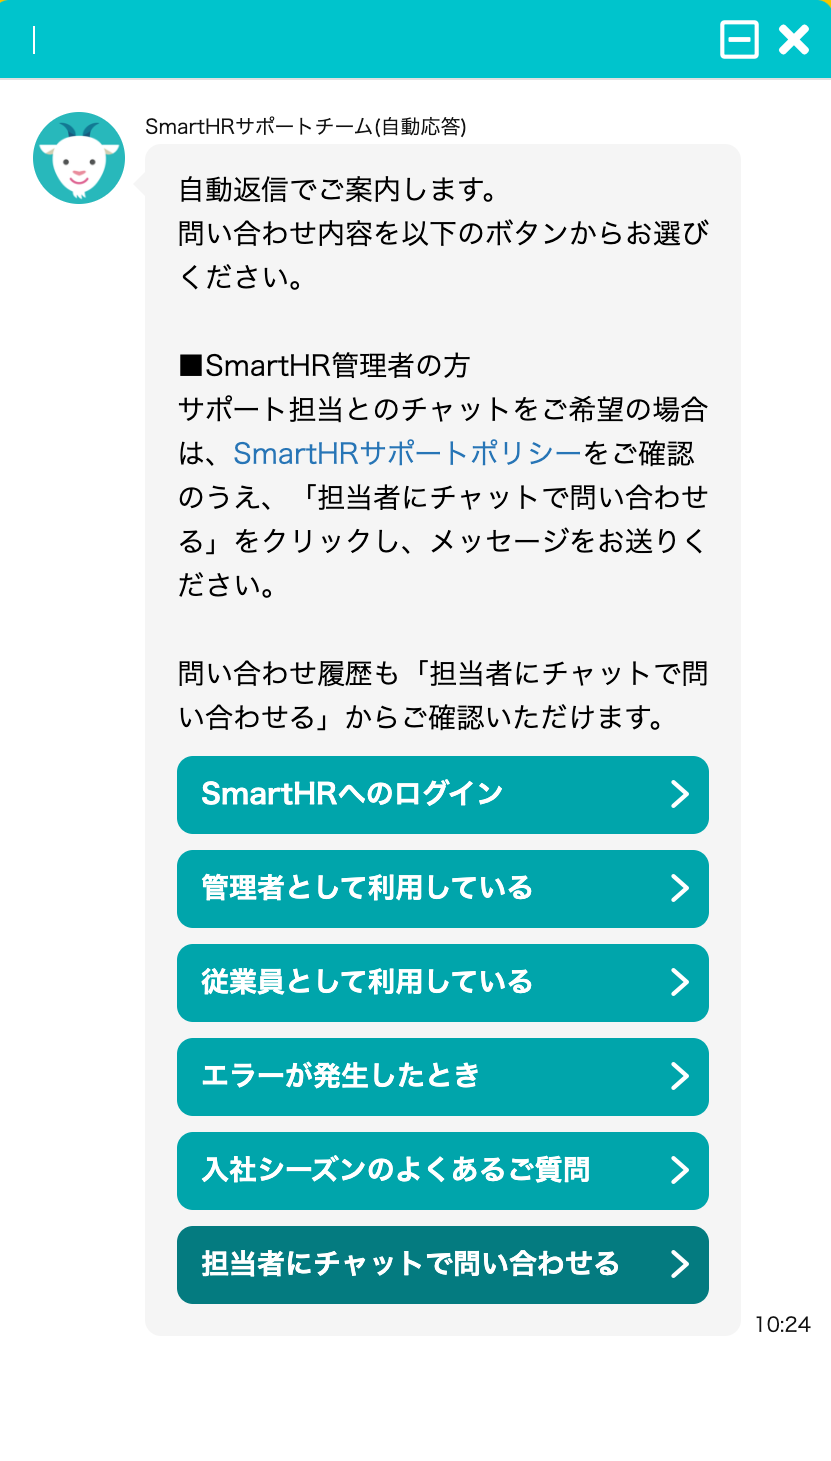 SmartHRサポートチーム(自動応答)
自動返信でご案内します。
問い合わせ内容を以下のボタンからお選び
ください。
■SmartHR管理者の方
サポート担当とのチャットをご希望の場合
は、SmartHRサポートポリシーをご確認
のうえ、「担当者にチャットで問い合わせ
る」をクリックし、メッセージをお送りく
ださい。
問い合わせ履歴も「担当者にチャットで問
い合わせる」からご確認いただけます。
SmartHRへのログイン
管理者として利用している
従業員として利用している
エラーが発生したとき
入社シーズンのよくあるご質問
担当者にチャットで問い合わせる
10:24